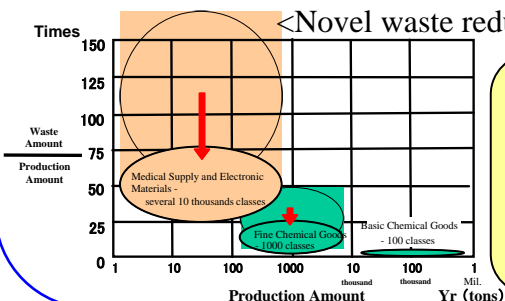 <Novel waste redu
Times
150
125
100
75
50
25
0
Waste
Amount
Production
Amount
Medical Supply and Electronic
Materials -
several 10 thousands classes
Fine Chemical Goods
- 1000 classes
Basic Chemical Goods
- 100 classes
1 10 100 1000 10 100 1
thousand thousand Mil.
Production Amount Yr (tons)